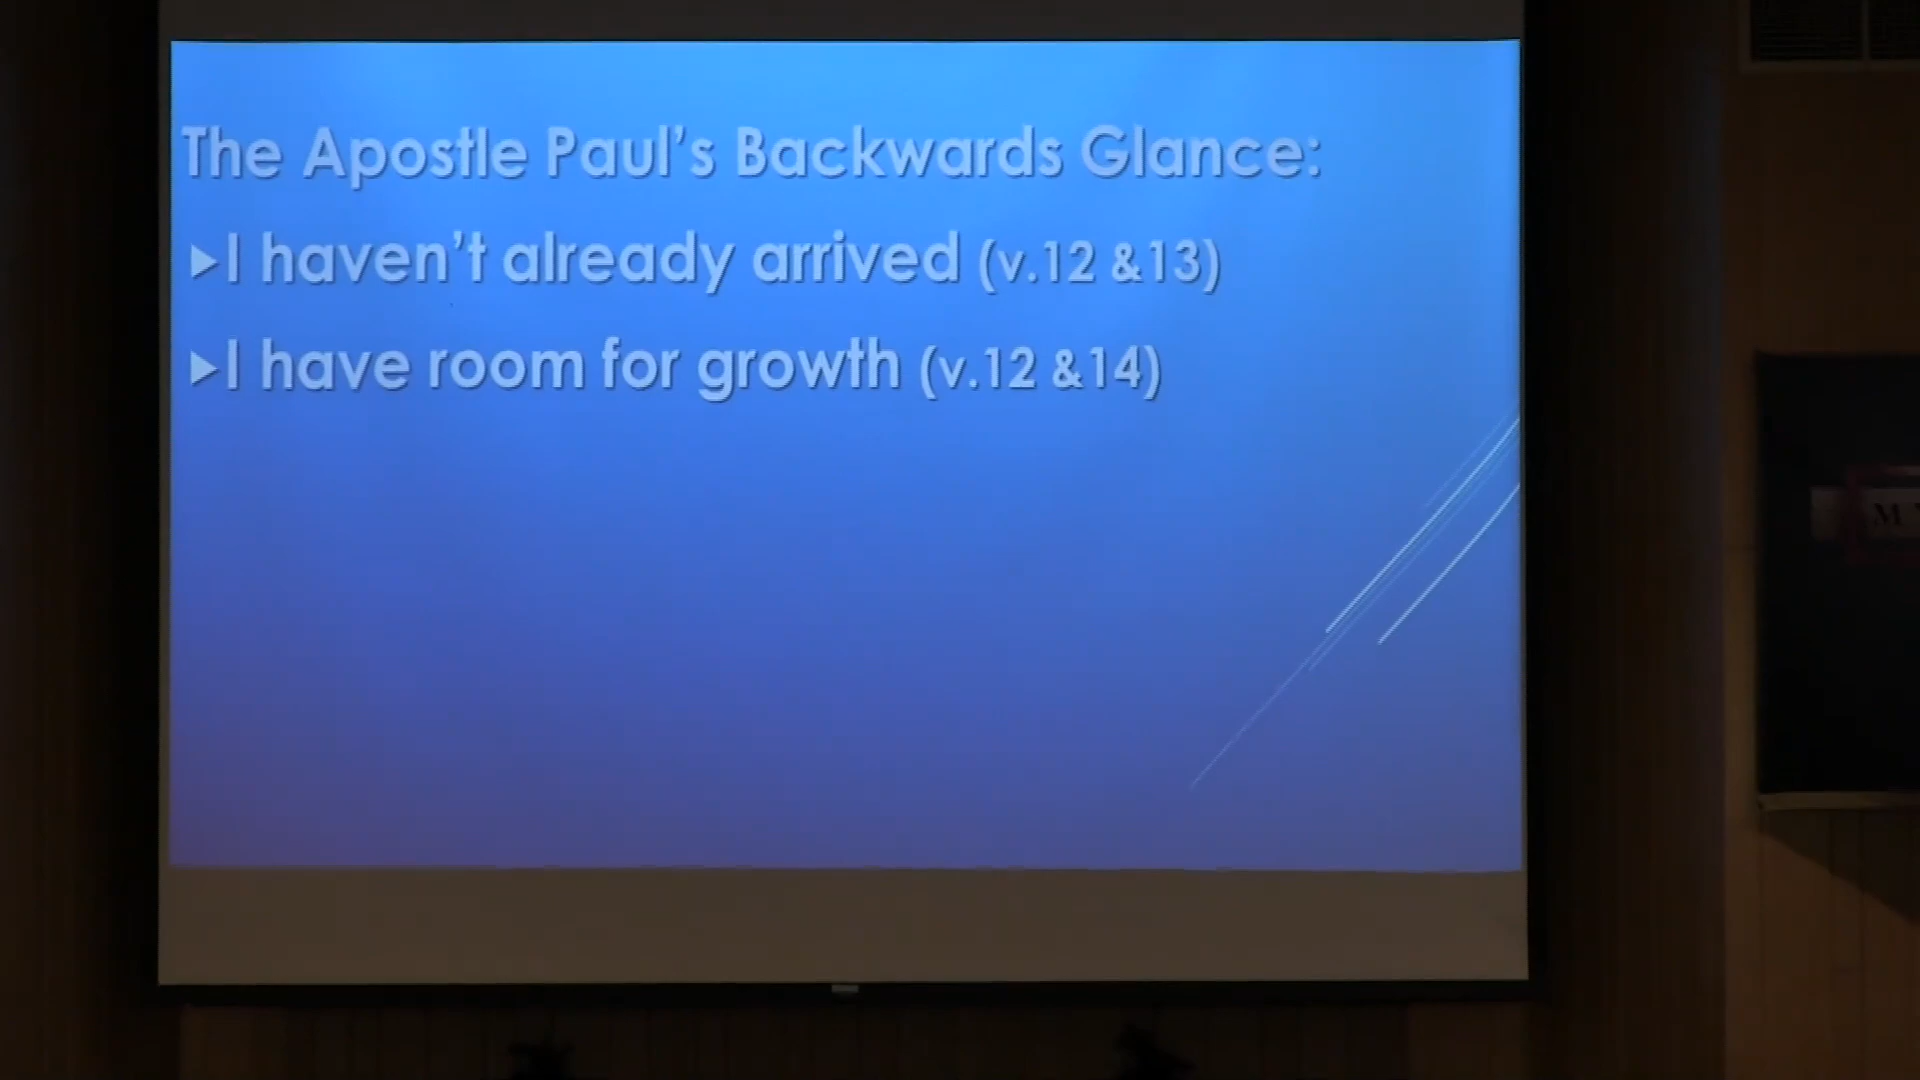 The Apostle Paul's Backwards Glance:
▸I haven't already arrived (v.12 &13)
▸I have room for growth (v.12 &14)
M